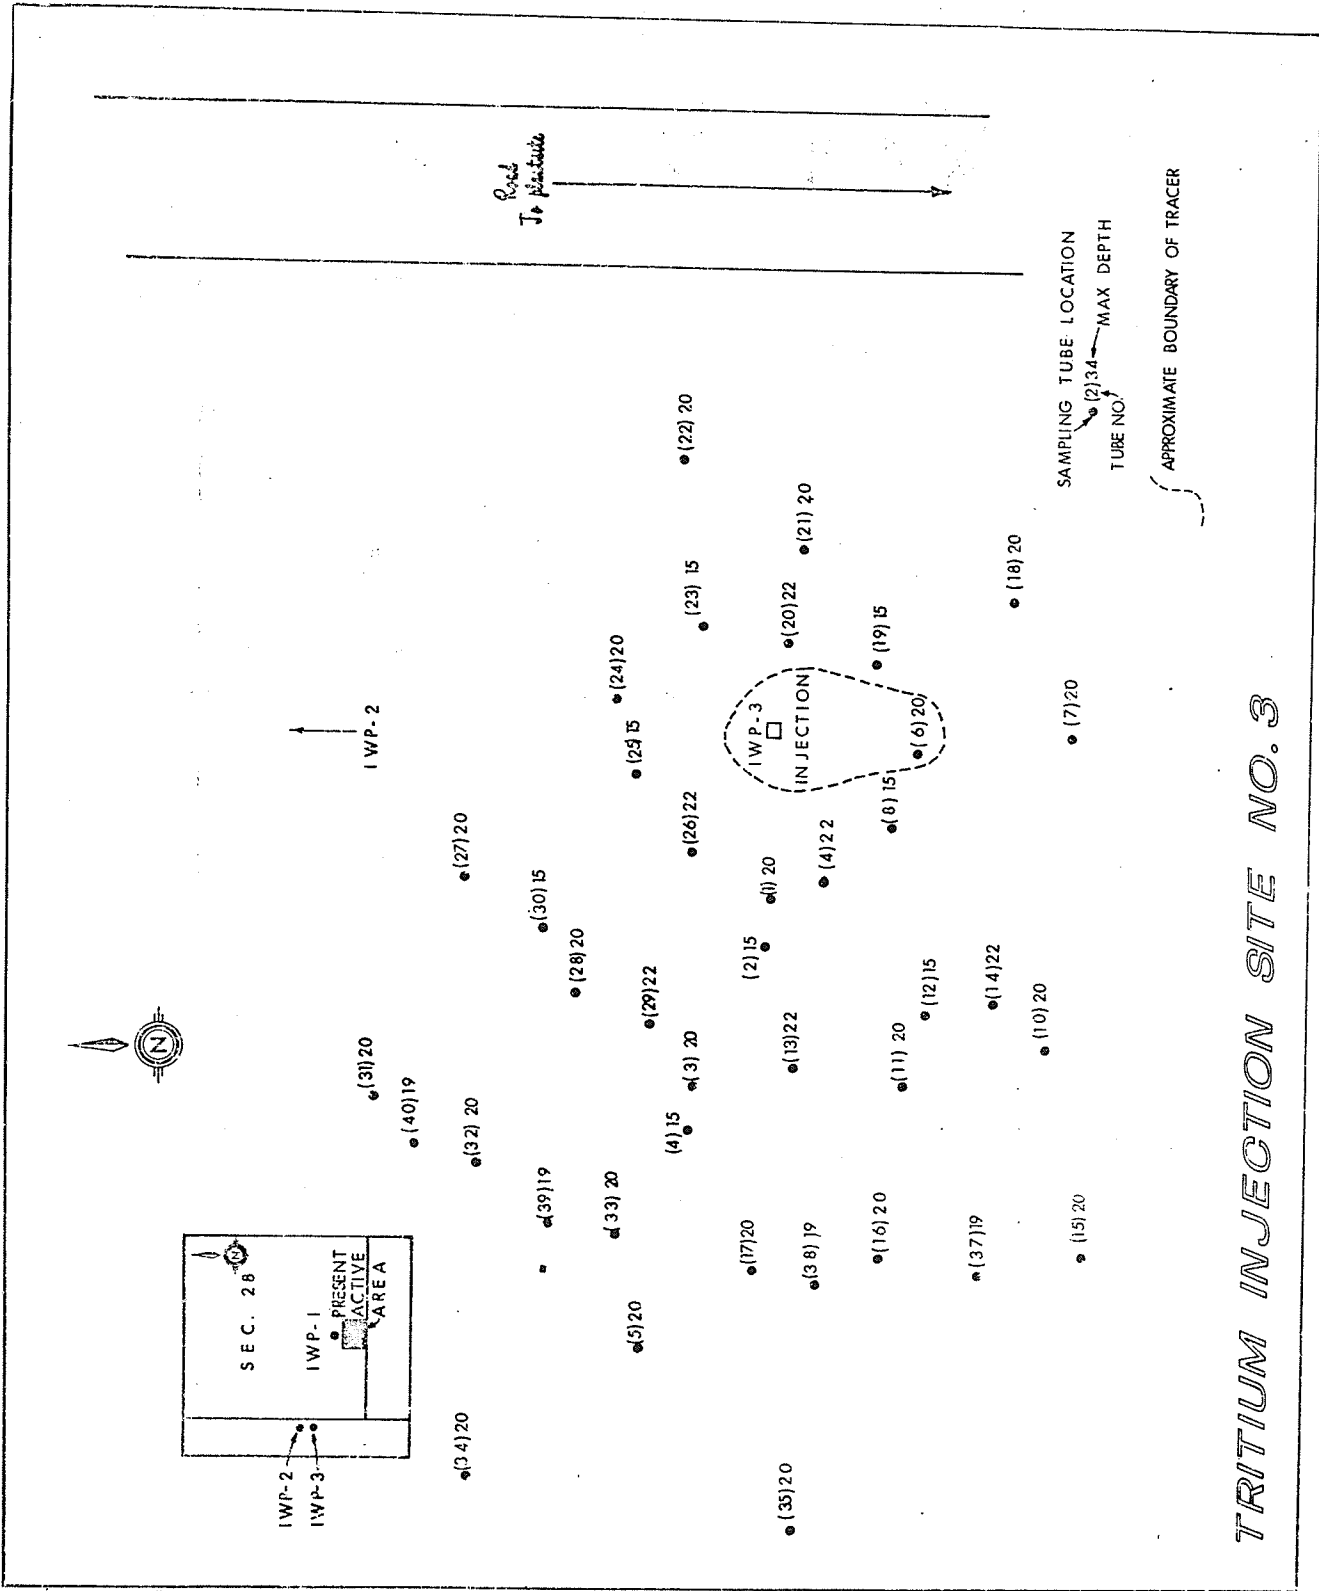 N
IWP-2
IWP-3
SEC. 28
N
IWP-1
PRESENT
ACTIVE
AREA
IWP-2
(31) 20
(40) 19
(27) 20
(34) 20
(32) 20
Road
To
(39) 19
(30) 15
(28) 20
(33) 20
(24) 20
(5) 20
(25) 15
(29) 22
(4) 15
(3) 20
(26) 22
(22) 20
(23) 15
(17) 20
(2) 15
(1) 20
IWP-3
INJECTION
(35) 20
(13) 22
(20) 22
(21) 20
(38) 19
(4) 22
(16) 20
(11) 20
(8) 15
(19) 15
(12) 15
(6) 20
(37) 19
(14) 22
(18) 20
(10) 20
(15) 20
(7) 20
SAMPLING TUBE LOCATION
(2) 34 MAX DEPTH
TUBE NO.
APPROXIMATE BOUNDARY OF TRACER
TRITIUM INJECTION SITE NO. 3